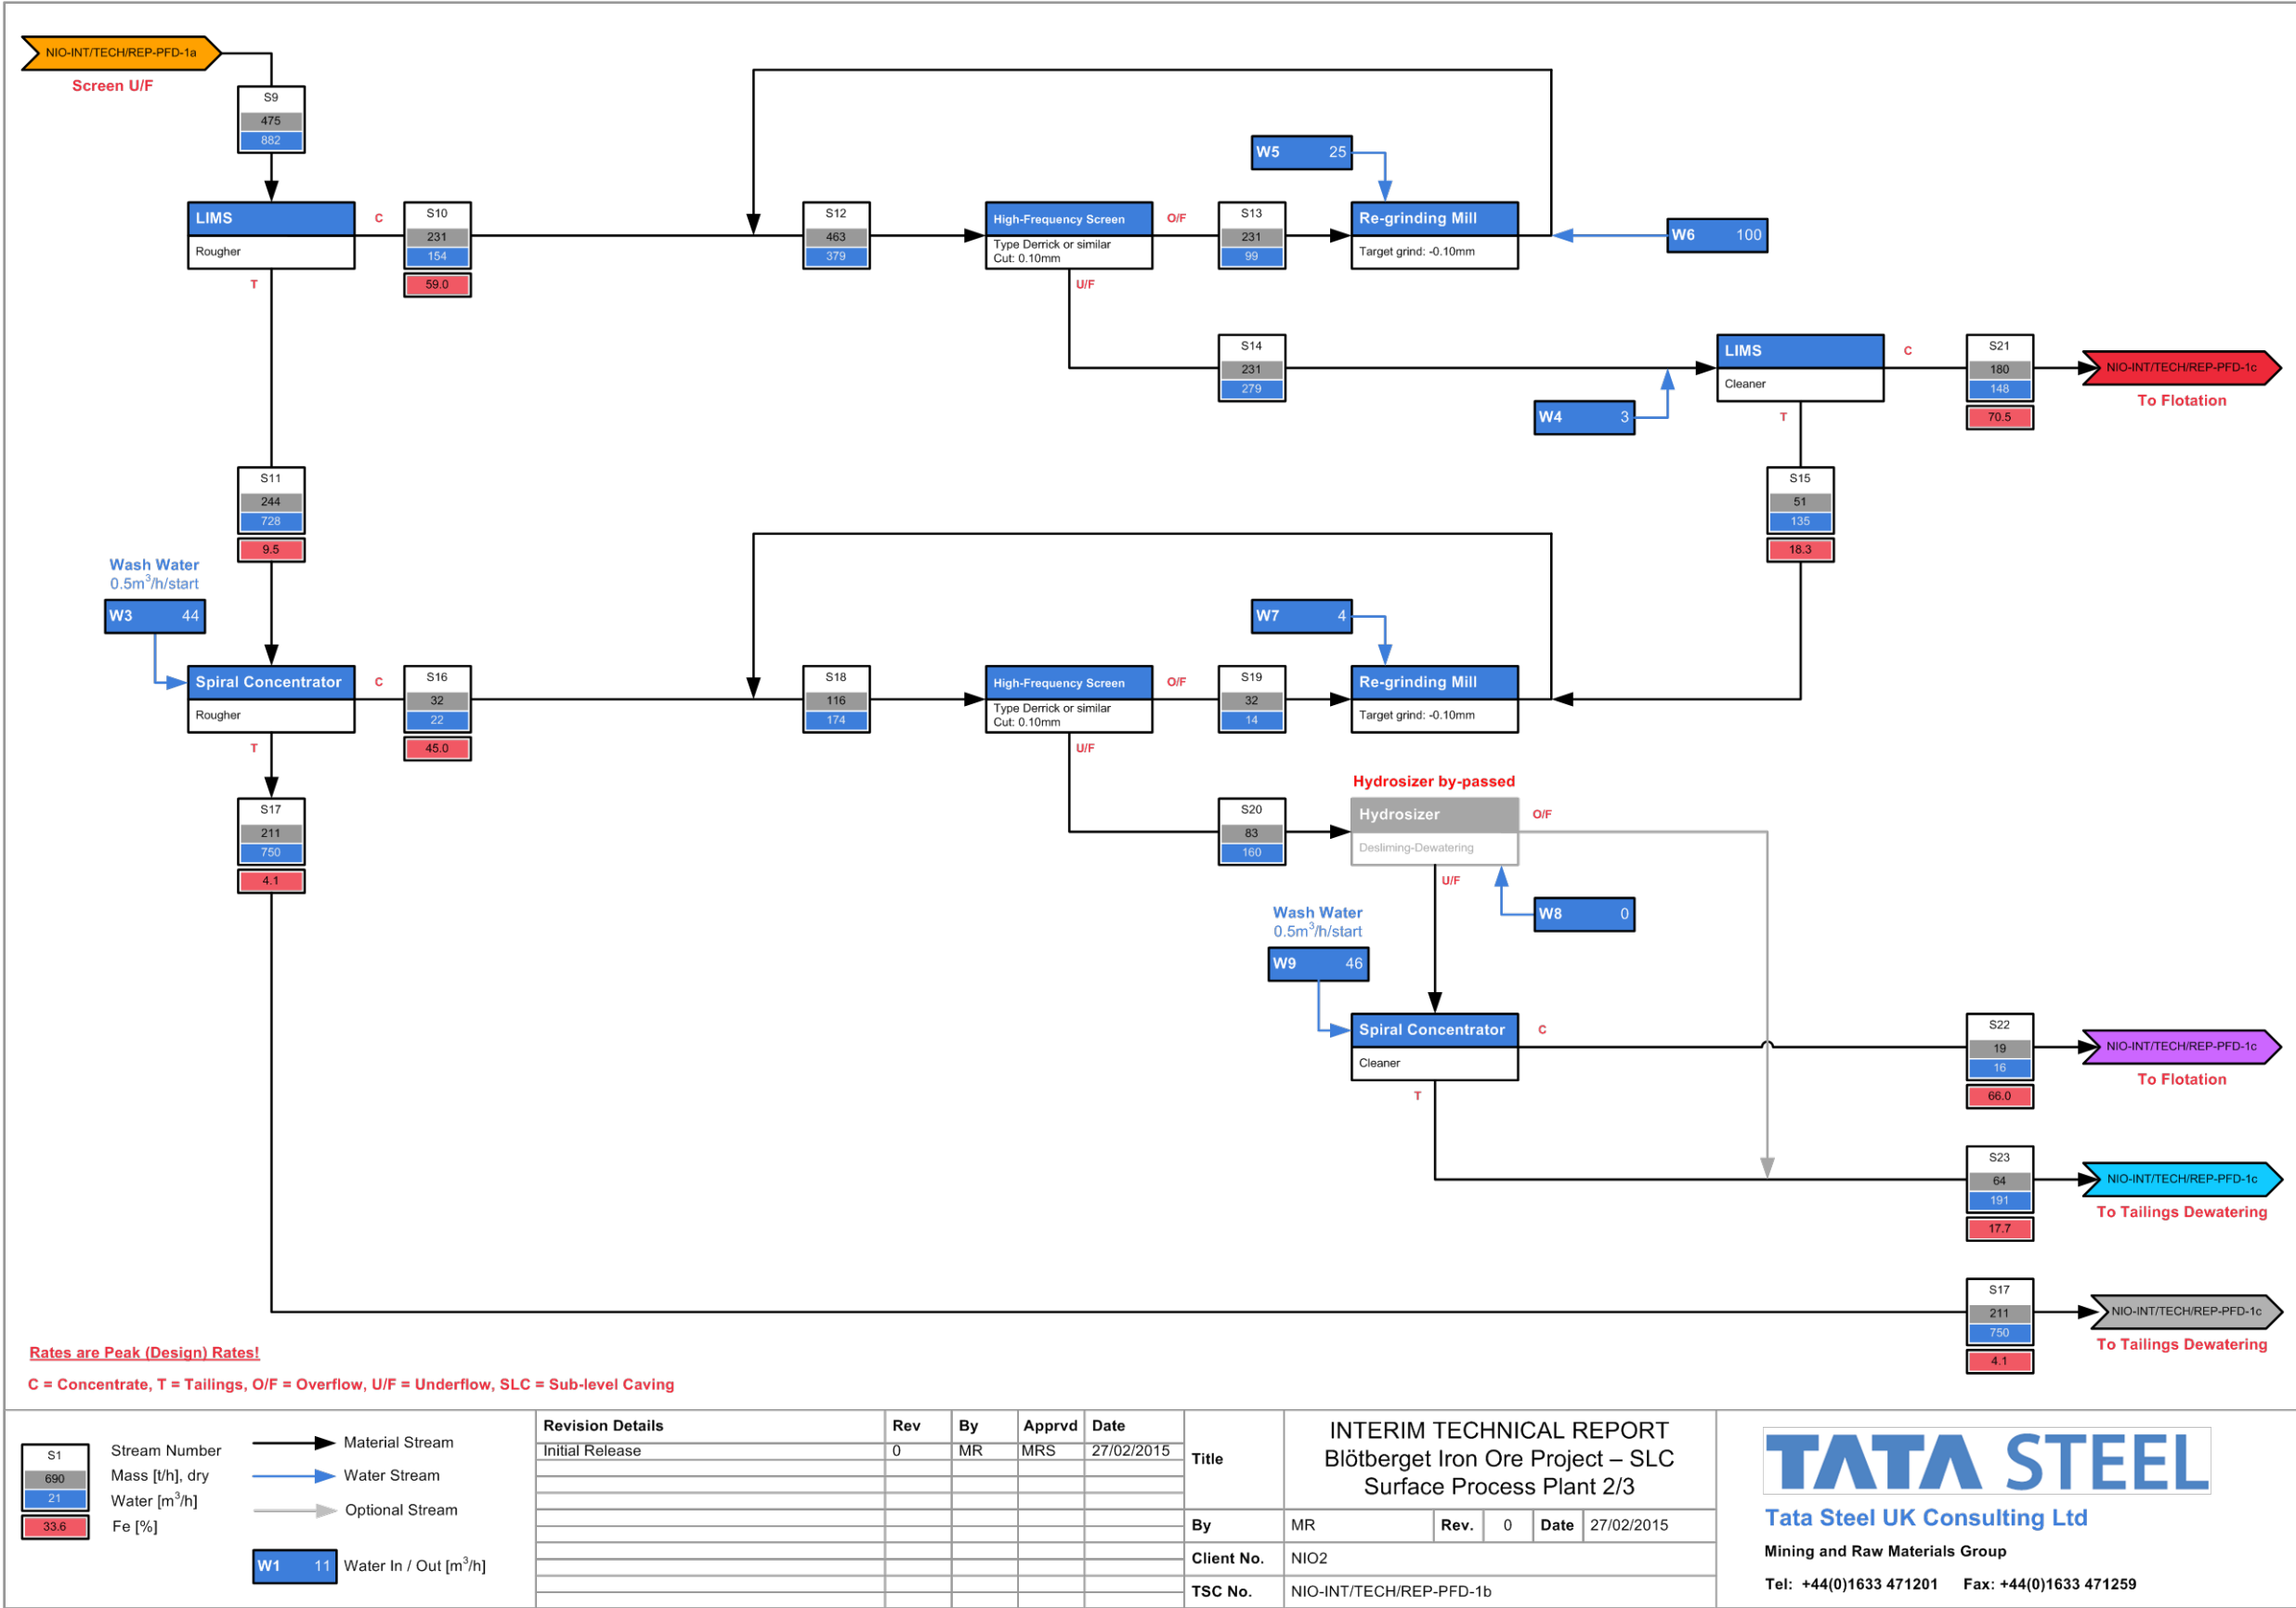 NIO-INT/TECH/REP-PFD-1a
Screen U/F
S9
475
882
W5 25
LIMS
Rougher
C
T
S10
231
154
59.0
S12
463
379
High-Frequency Screen
Type Derrick or similar
Cut: 0.10mm
O/F
U/F
S13
231
99
Re-grinding Mill
Target grind: -0.10mm
W6 100
S14
231
279
W4 3
LIMS
Cleaner
C
T
S21
180
148
70.5
NIO-INT/TECH/REP-PFD-1c
To Flotation
S11
244
728
9.5
S15
51
135
18.3
Wash Water
0.5m³/h/start
W3 44
W7 4
Spiral Concentrator
Rougher
C
T
S16
32
22
45.0
S18
116
174
High-Frequency Screen
Type Derrick or similar
Cut: 0.10mm
O/F
U/F
S19
32
14
Re-grinding Mill
Target grind: -0.10mm
S17
211
750
4.1
S20
83
160
Hydrosizer by-passed
Hydrosizer
Desliming-Dewatering
O/F
U/F
W8 0
Wash Water
0.5m³/h/start
W9 46
Spiral Concentrator
Cleaner
C
T
S22
19
16
66.0
NIO-INT/TECH/REP-PFD-1c
To Flotation
S23
64
191
17.7
NIO-INT/TECH/REP-PFD-1c
To Tailings Dewatering
S17
211
750
4.1
NIO-INT/TECH/REP-PFD-1c
To Tailings Dewatering
Rates are Peak (Design) Rates!
C = Concentrate, T = Tailings, O/F = Overflow, U/F = Underflow, SLC = Sub-level Caving
S1
690
21
33.6
Stream Number
Mass [t/h], dry
Water [m³/h]
Fe [%]
Material Stream
Water Stream
Optional Stream
W1 11
Water In / Out [m³/h]
Revision Details Rev By Apprvd Date
Initial Release 0 MR MRS 27/02/2015
Title
INTERIM TECHNICAL REPORT
Blötberget Iron Ore Project – SLC
Surface Process Plant 2/3
By MR Rev. 0 Date 27/02/2015
Client No. NIO2
TSC No. NIO-INT/TECH/REP-PFD-1b
TATA STEEL
Tata Steel UK Consulting Ltd
Mining and Raw Materials Group
Tel: +44(0)1633 471201 Fax: +44(0)1633 471259